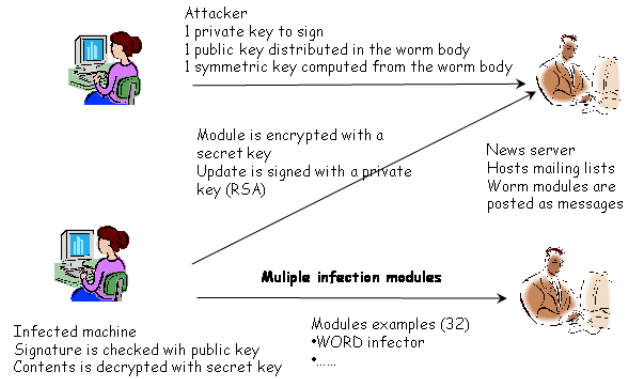 Attacker
1 private key to sign
1 public key distributed in the worm body
1 symmetric key computed from the worm body
Module is encrypted with a
secret key
Update is signed with a private
key (RSA)
News server
Hosts mailing lists
Worm modules are
posted as messages
Muliple infection modules
Infected machine
Signature is checked wih public key
Contents is decrypted with secret key
Modules examples (32)
•WORD infector
•......